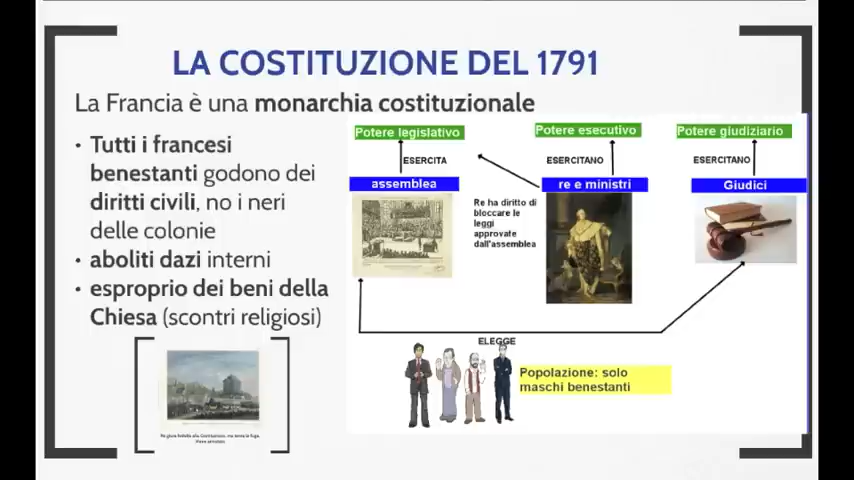 LA COSTITUZIONE DEL 1791
La Francia è una monarchia costituzionale
• Tutti i francesi
benestanti godono dei
diritti civili, no i neri
delle colonie
• aboliti dazi interni
• esproprio dei beni della
Chiesa (scontri religiosi)
Potere legislativo
Potere esecutivo
Potere giudiziario
ESERCITA
ESERCITANO
ESERCITANO
assemblea
re e ministri
Giudici
Re ha diritto di
bloccare le
leggi
approvate
dall'assemblea
ELEGGE
Popolazione: solo
maschi benestanti